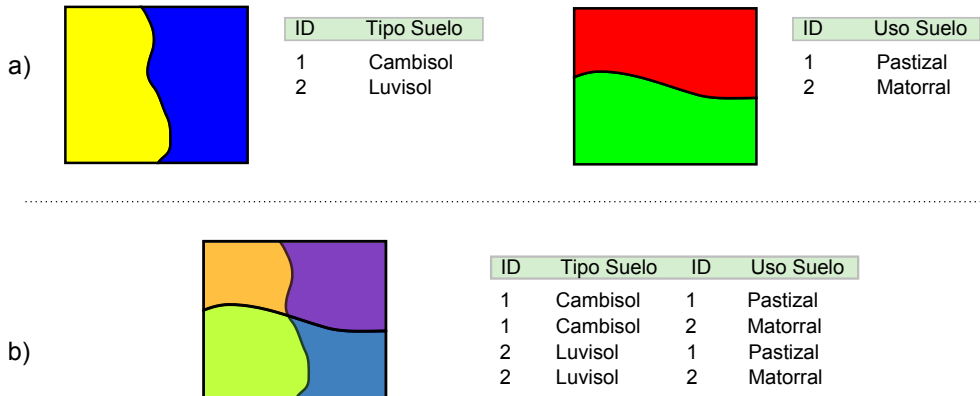 a)
ID Tipo Suelo
1 Cambisol
2 Luvisol
ID Uso Suelo
1 Pastizal
2 Matorral
b)
ID Tipo Suelo ID Uso Suelo
1 Cambisol 1 Pastizal
1 Cambisol 2 Matorral
2 Luvisol 1 Pastizal
2 Luvisol 2 Matorral